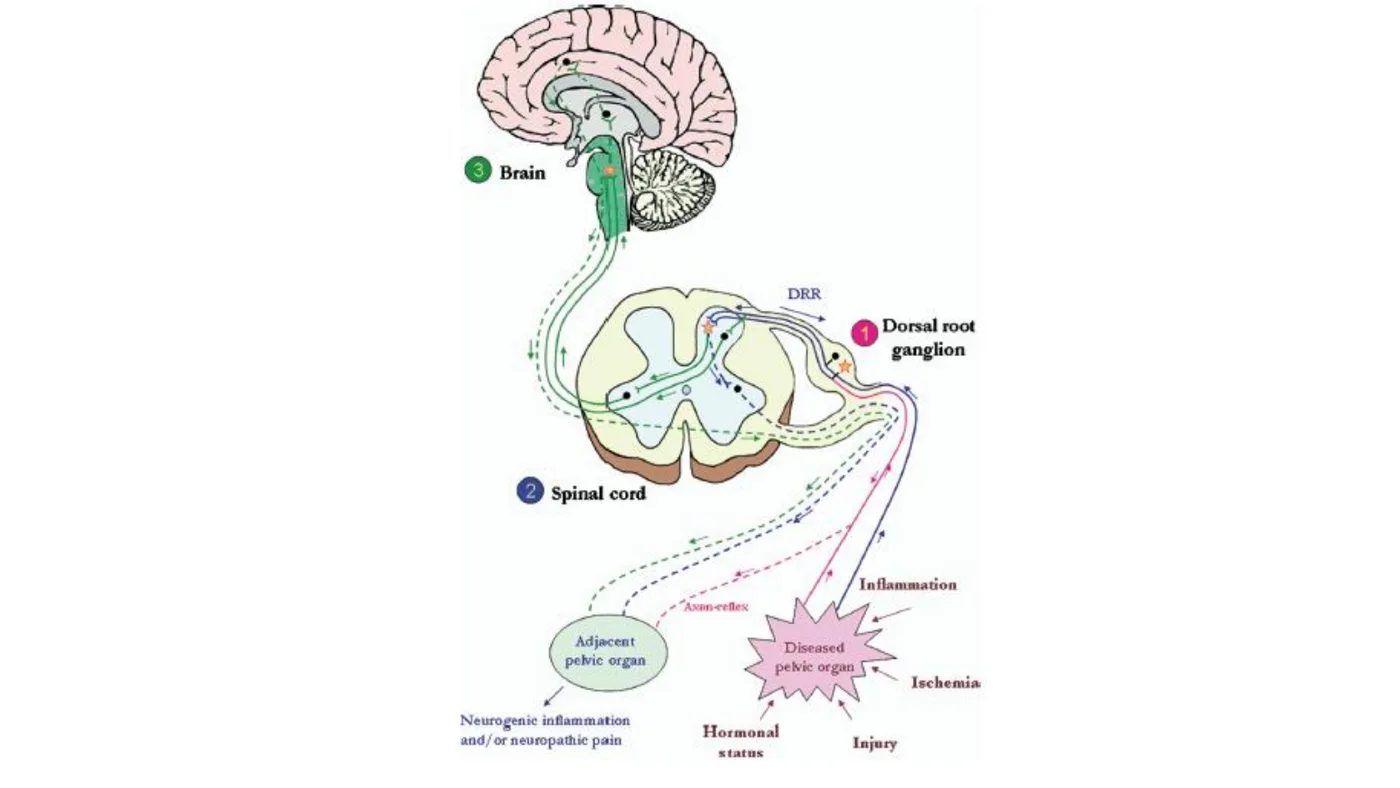 3 Brain
DRR
1 Dorsal root
ganglion
2 Spinal cord
Inflammation
Axon-reflex
Adjacent
pelvic organ
Diseased
pelvic organ
Ischemia
Neurogenic inflammation
and/or neuropathic pain
Hormonal
status
Injury